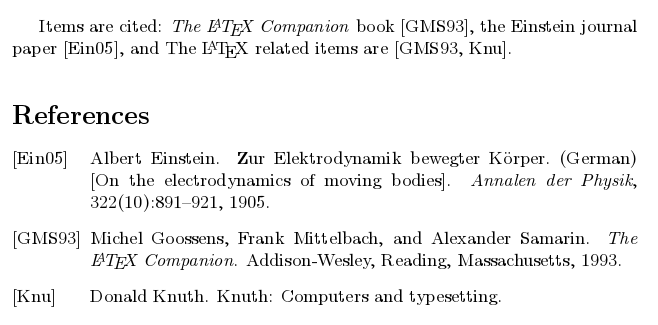 Items are cited: The LATEX Companion book [GMS93], the Einstein journal
paper [Ein05], and The LATEX related items are [GMS93, Knu].
References
[Ein05] Albert Einstein. Zur Elektrodynamik bewegter Körper. (German)
[On the electrodynamics of moving bodies]. Annalen der Physik,
322(10):891–921, 1905.
[GMS93] Michel Goossens, Frank Mittelbach, and Alexander Samarin. The
LATEX Companion. Addison-Wesley, Reading, Massachusetts, 1993.
[Knu] Donald Knuth. Knuth: Computers and typesetting.